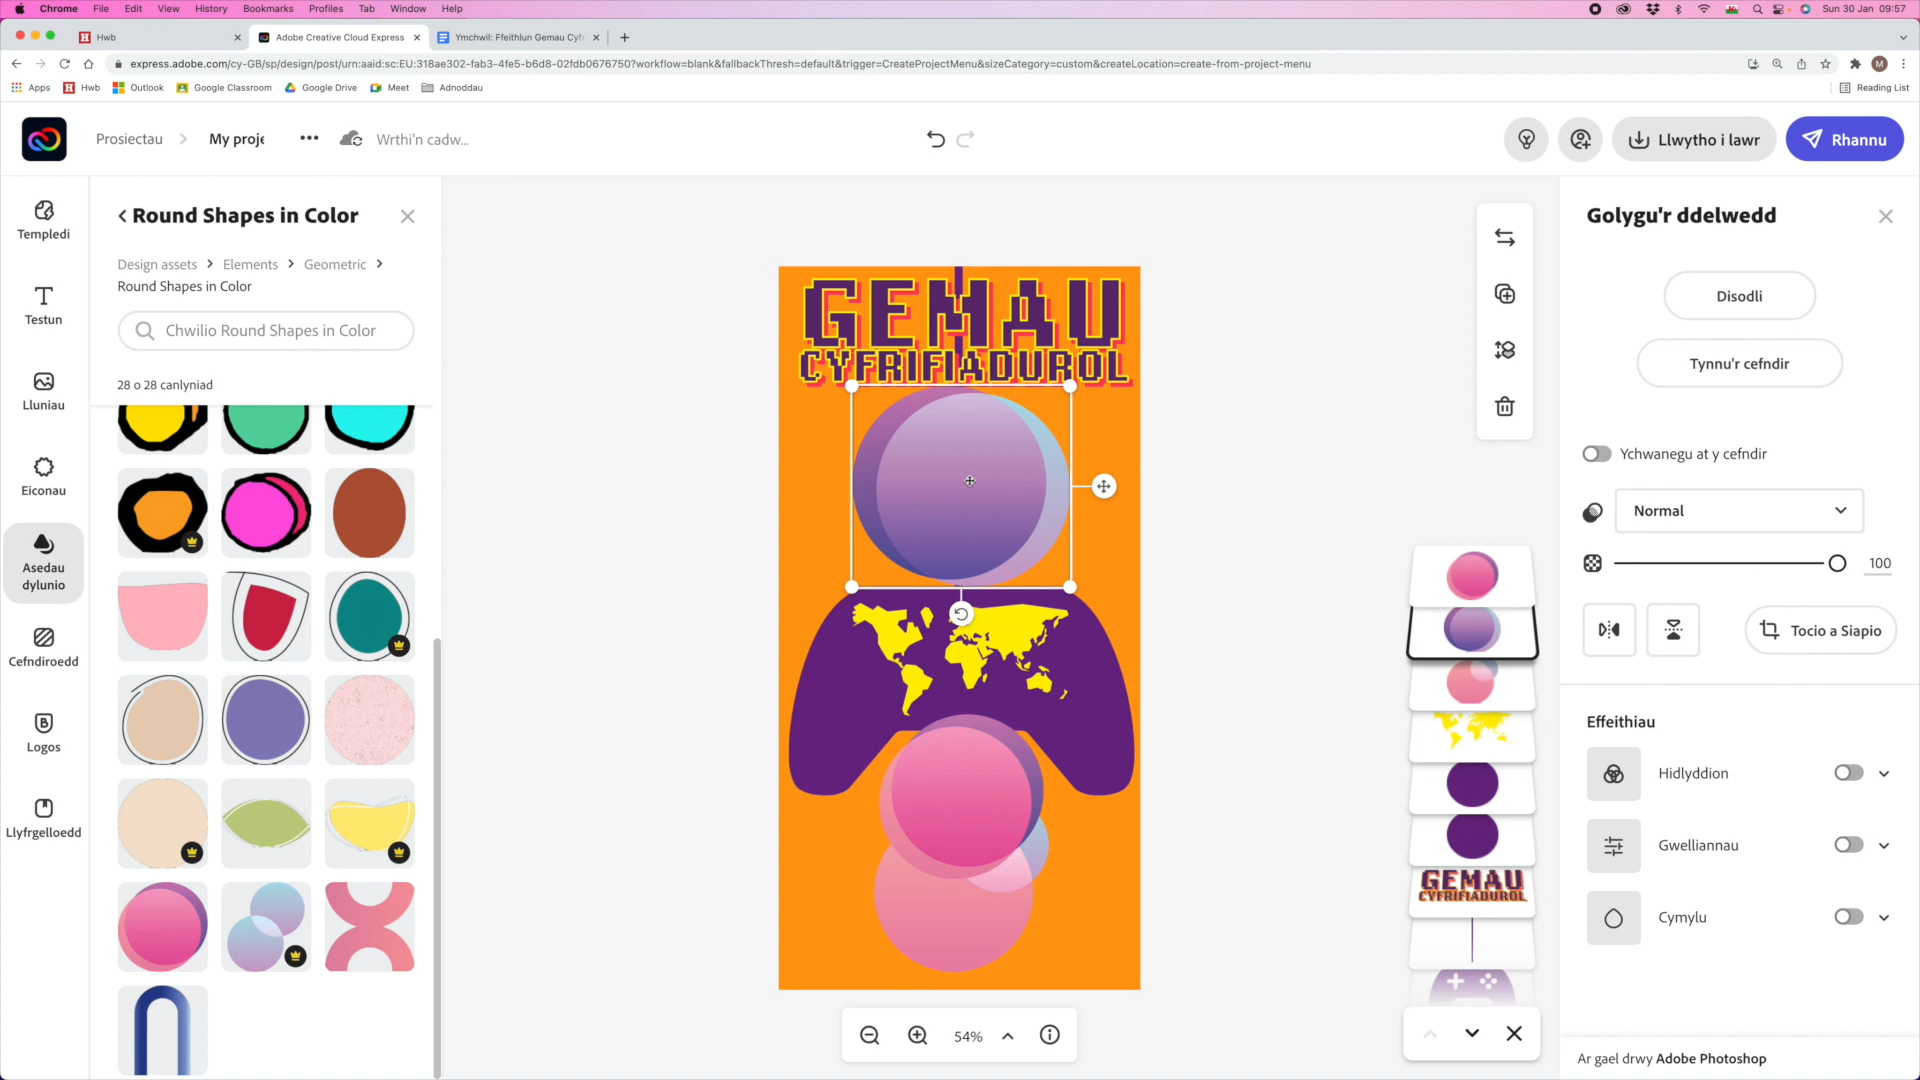 Chrome File Edit View History Bookmarks Profiles Tab Window Help Sun 30 Jan 09:57
Hwb Adobe Creative Cloud Express Ymchwil: Ffeithlun Gemau Cyf
express.adobe.com/cy-GB/sp/design/post/urn:aaid:sc:EU:318ae302-fab3-4fe5-b6d8-02fdb0676750?workflow=blank&fallbackThresh=default&trigger=CreateProjectMenu&sizeCategory=custom&createLocation=create-from-project-menu
M
Apps Hwb Outlook Google Classroom Google Drive Meet Adnoddau Reading List
Prosiectau My proje Wrthi'n cadw... Llwytho i lawr Rhannu
Templedi
Testun
Lluniau
Eiconau
Asedau
dylunio
Cefndiroedd
Logos
Llyfrgelloedd
Round Shapes in Color
Design assets > Elements > Geometric >
Round Shapes in Color
Chwilio Round Shapes in Color
28 o 28 canlyniad
GEMAU
CYFRIFIADUROL
54%
GEMAU
CYFRIFIADUROL
Golygu'r ddelwedd
Disodli
Tynnu'r cefndir
Ychwanegu at y cefndir
Normal
100
Tocio a Siapio
Effeithiau
Hidlyddion
Gwelliannau
Cymylu
Ar gael drwy Adobe Photoshop